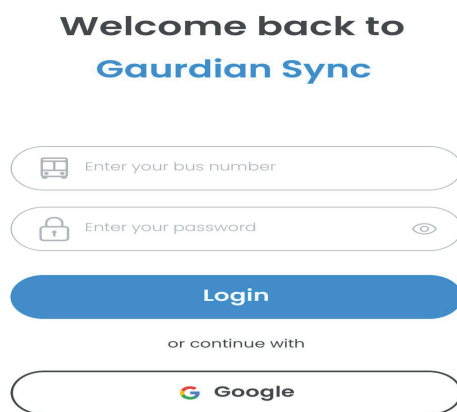 Welcome back to
Gaurdian Sync
Enter your bus number
Enter your password
Login
or continue with
Google